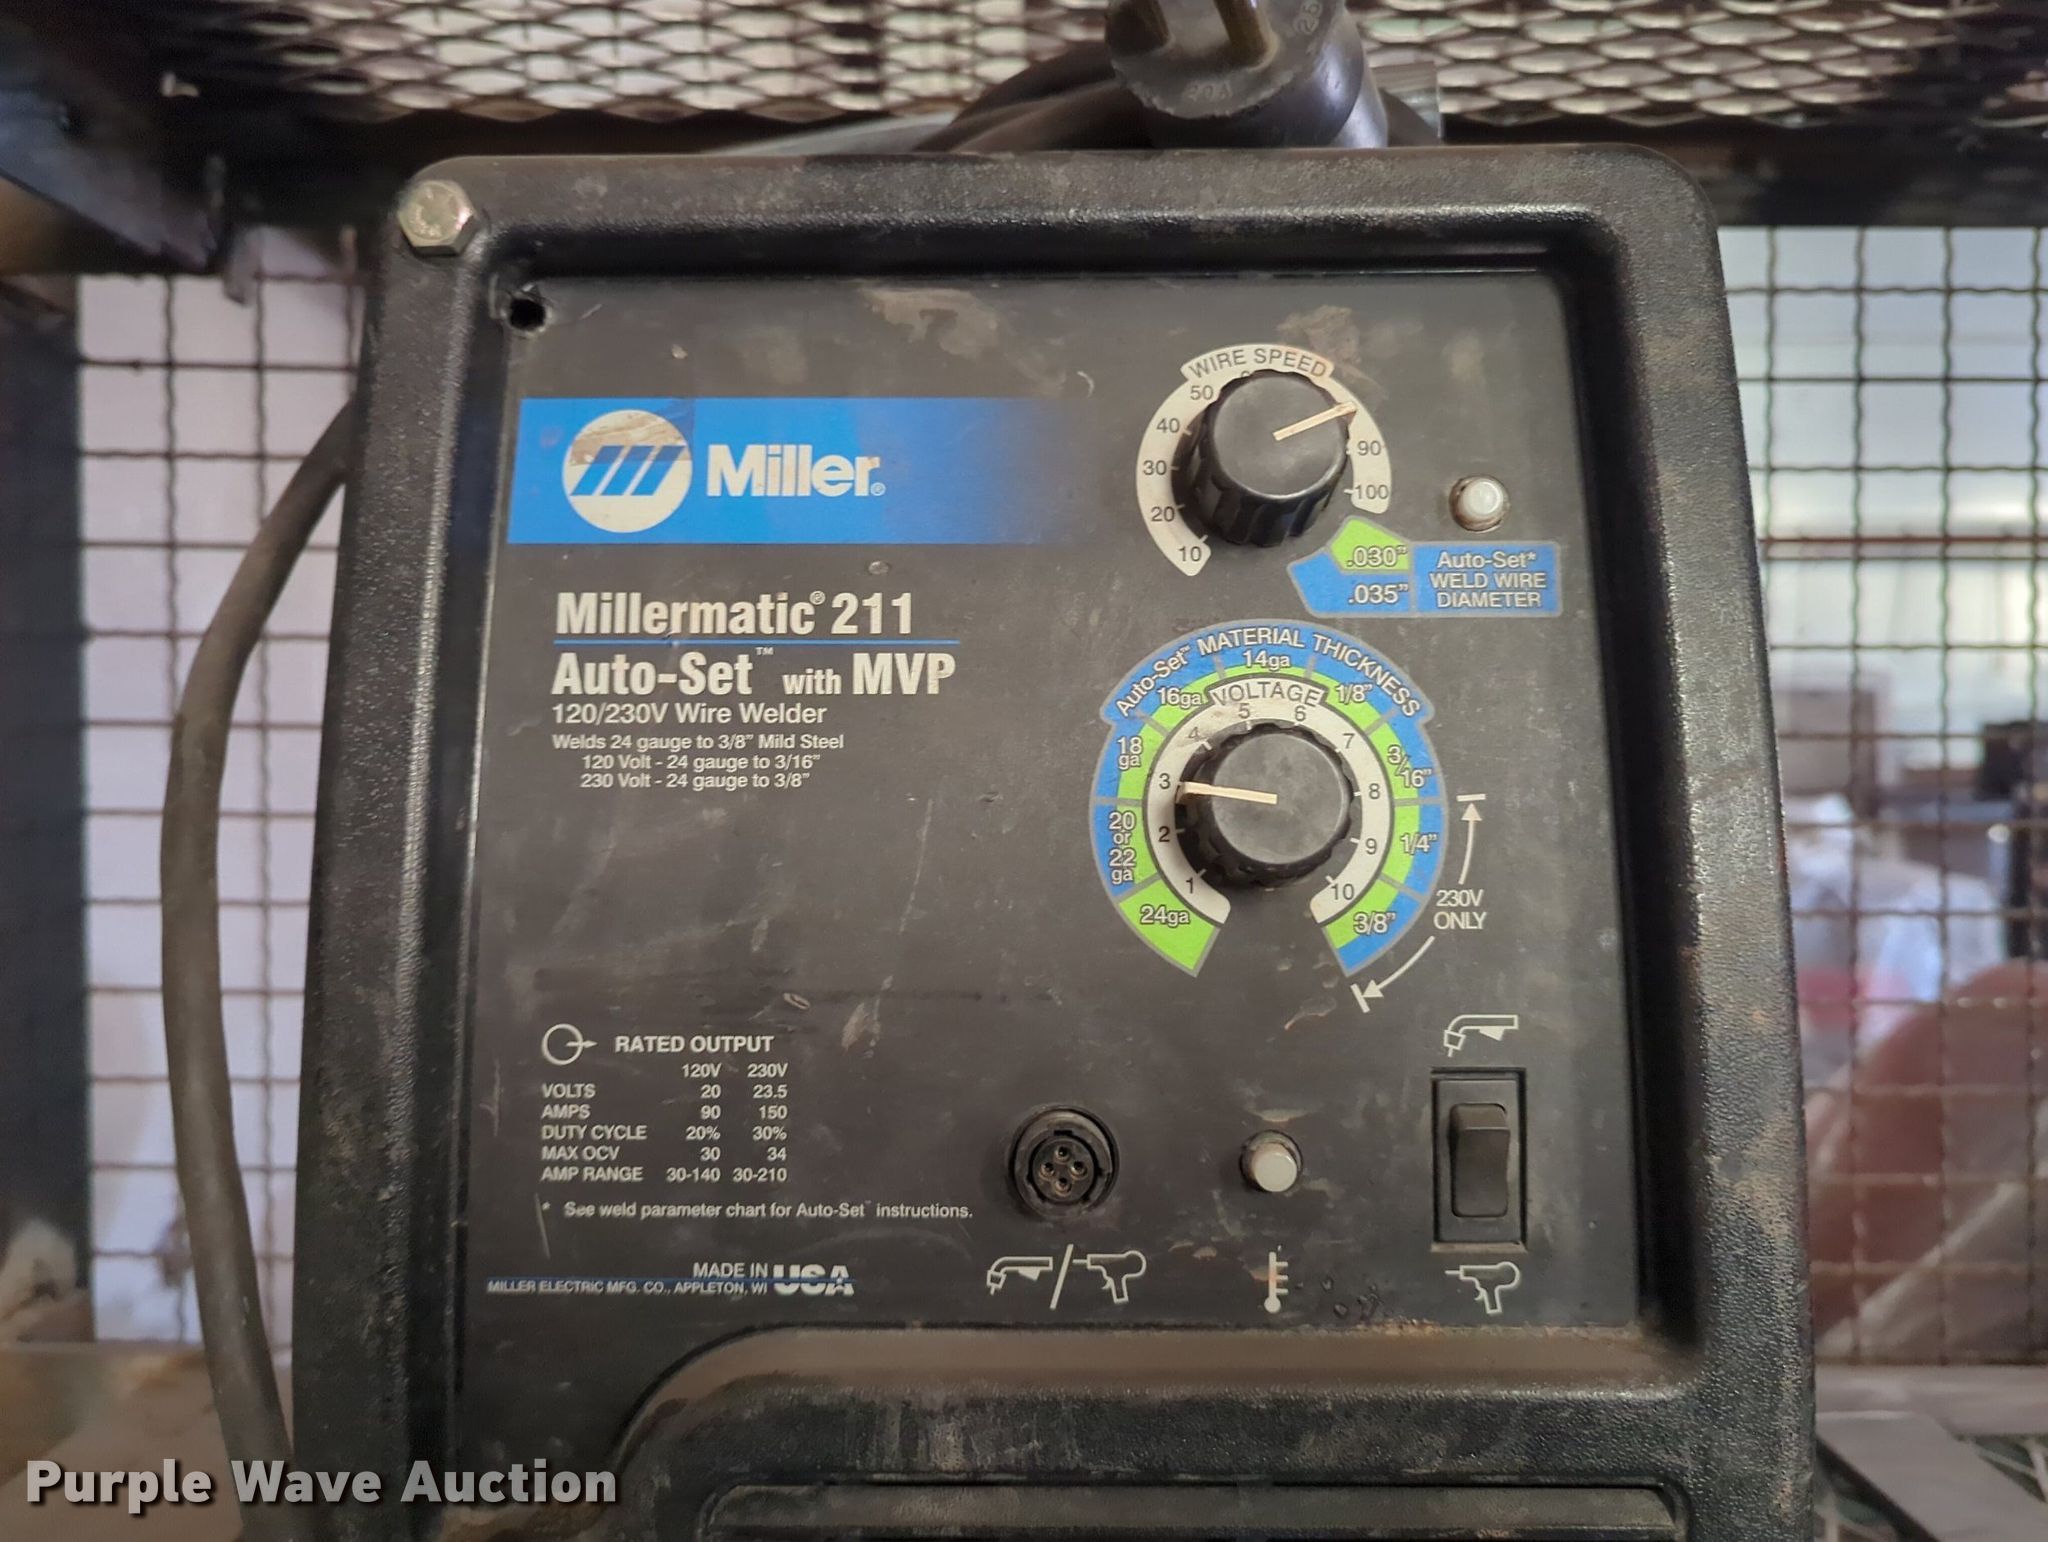 20A
WIRE SPEED
10
20
30
40
50
90
100
Miller®
.030"
.035"
Auto-Set*
WELD WIRE
DIAMETER
Millermatic® 211
Auto-Set™ with MVP
120/230V Wire Welder
Welds 24 gauge to 3/8" Mild Steel
120 Volt - 24 gauge to 3/16"
230 Volt - 24 gauge to 3/8"
Auto-Set™ MATERIAL THICKNESS
24ga
20 or 22 ga
18 ga
16ga
14ga
1/8"
3/16"
1/4"
3/8"
VOLTAGE
1
2
3
4
5
6
7
8
9
10
230V
ONLY
RATED OUTPUT
120V 230V
VOLTS 20 23.5
AMPS 90 150
DUTY CYCLE 20% 30%
MAX OCV 30 34
AMP RANGE 30-140 30-210
* See weld parameter chart for Auto-Set™ instructions.
MADE IN USA
MILLER ELECTRIC MFG. CO., APPLETON, WI
Purple Wave Auction